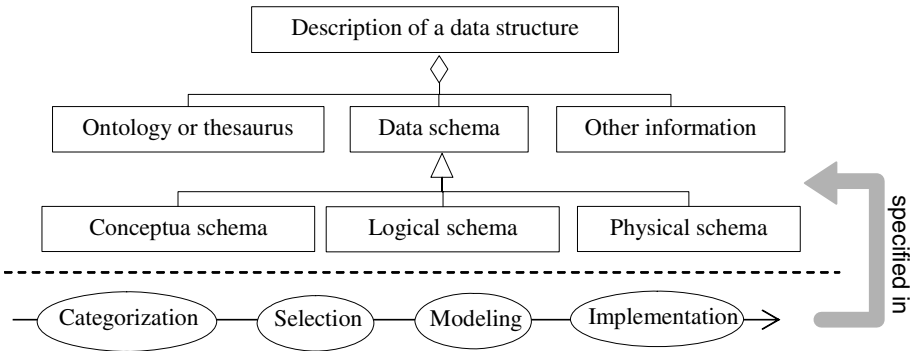 Description of a data structure
Ontology or thesaurus
Data schema
Other information
Conceptua schema
Logical schema
Physical schema
specified in
Categorization
Selection
Modeling
Implementation